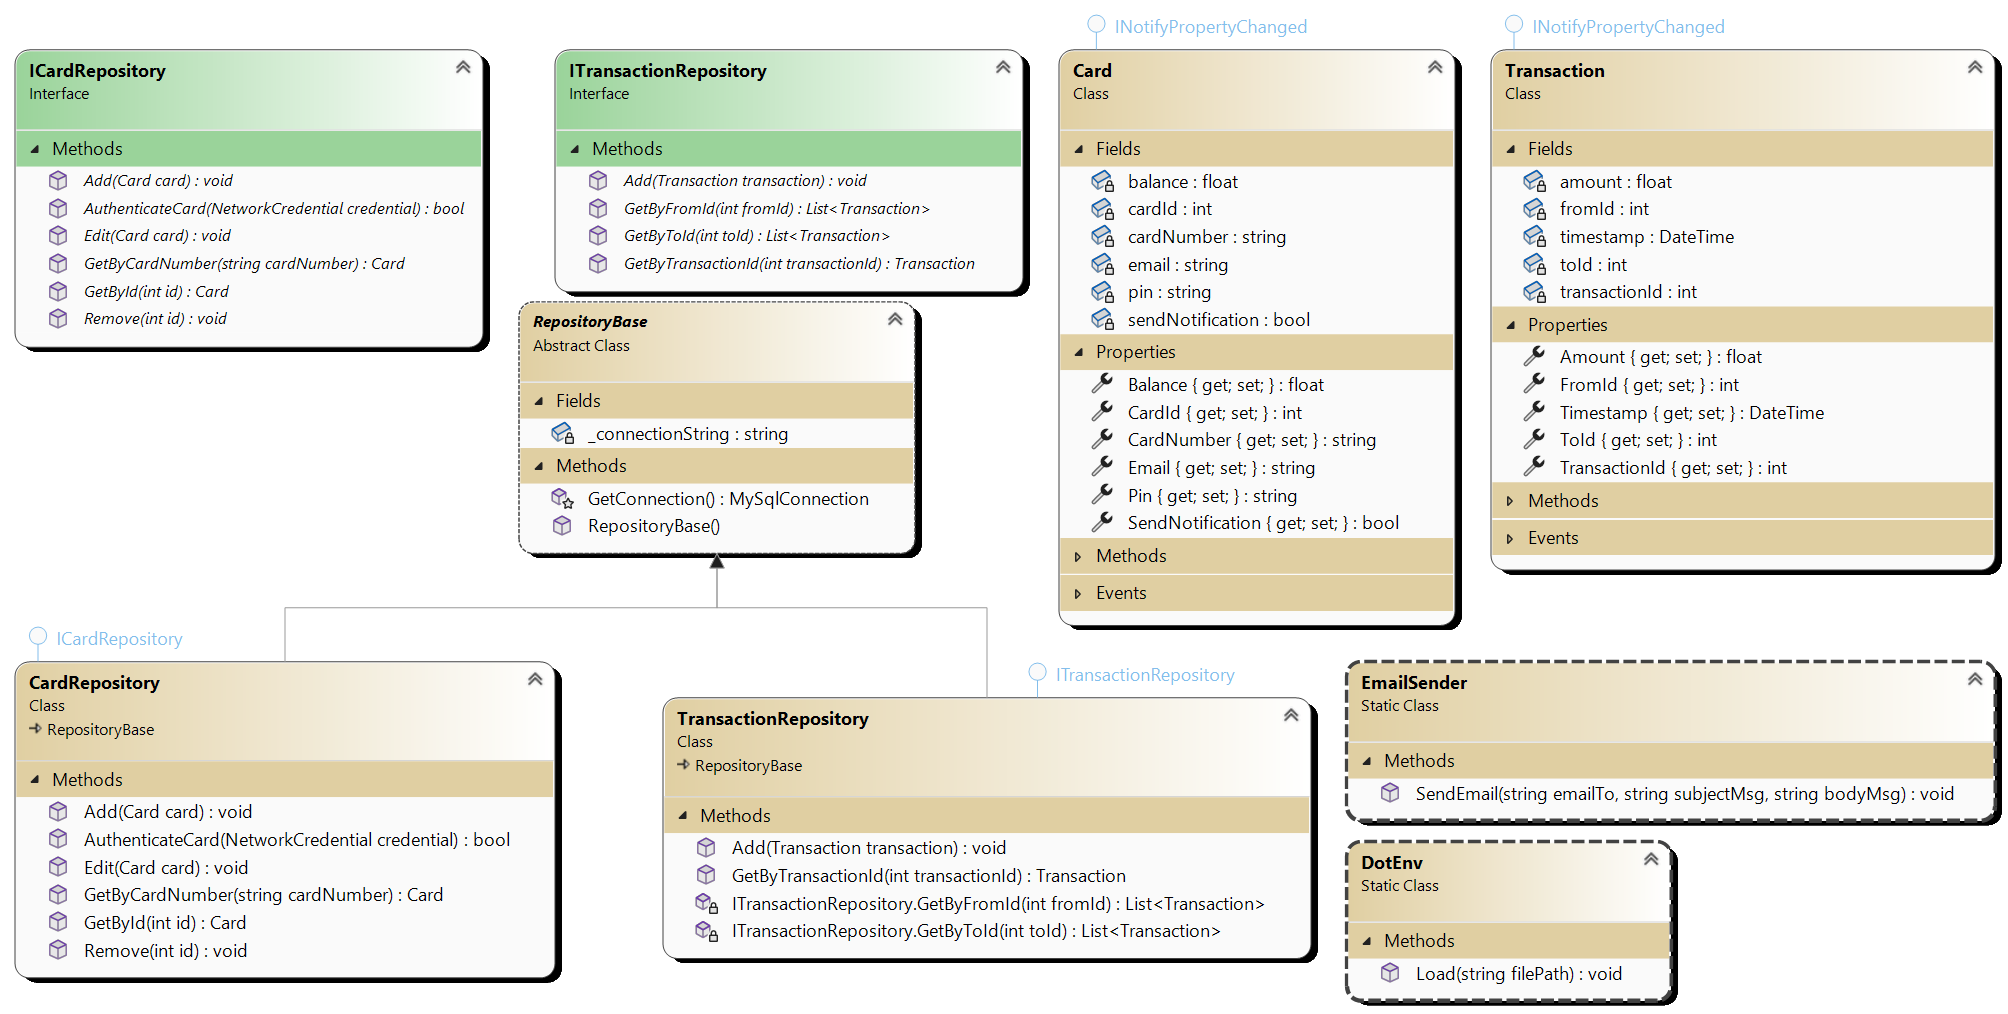 ICardRepository
Interface
Methods
Add(Card card) : void
AuthenticateCard(NetworkCredential credential) : bool
Edit(Card card) : void
GetByCardNumber(string cardNumber) : Card
GetById(int id) : Card
Remove(int id) : void
ITransactionRepository
Interface
Methods
Add(Transaction transaction) : void
GetByFromId(int fromId) : List<Transaction>
GetByToId(int toId) : List<Transaction>
GetByTransactionId(int transactionId) : Transaction
RepositoryBase
Abstract Class
Fields
_connectionString : string
Methods
GetConnection() : MySqlConnection
RepositoryBase()
INotifyPropertyChanged
Card
Class
Fields
balance : float
cardId : int
cardNumber : string
email : string
pin : string
sendNotification : bool
Properties
Balance { get; set; } : float
CardId { get; set; } : int
CardNumber { get; set; } : string
Email { get; set; } : string
Pin { get; set; } : string
SendNotification { get; set; } : bool
Methods
Events
INotifyPropertyChanged
Transaction
Class
Fields
amount : float
fromId : int
timestamp : DateTime
toId : int
transactionId : int
Properties
Amount { get; set; } : float
FromId { get; set; } : int
Timestamp { get; set; } : DateTime
ToId { get; set; } : int
TransactionId { get; set; } : int
Methods
Events
ICardRepository
CardRepository
Class
RepositoryBase
Methods
Add(Card card) : void
AuthenticateCard(NetworkCredential credential) : bool
Edit(Card card) : void
GetByCardNumber(string cardNumber) : Card
GetById(int id) : Card
Remove(int id) : void
ITransactionRepository
TransactionRepository
Class
RepositoryBase
Methods
Add(Transaction transaction) : void
GetByTransactionId(int transactionId) : Transaction
ITransactionRepository.GetByFromId(int fromId) : List<Transaction>
ITransactionRepository.GetByToId(int toId) : List<Transaction>
EmailSender
Static Class
Methods
SendEmail(string emailTo, string subjectMsg, string bodyMsg) : void
DotEnv
Static Class
Methods
Load(string filePath) : void